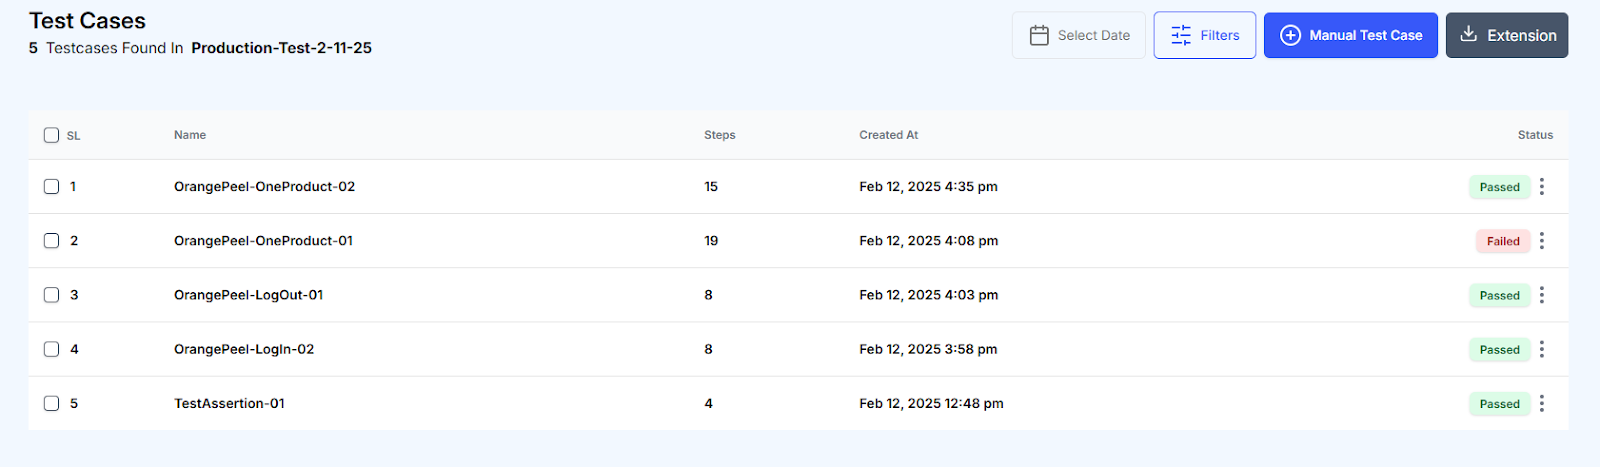 Test Cases
5 Testcases Found In Production-Test-2-11-25
Select Date
Filters
Manual Test Case
Extension
SL Name Steps Created At Status
1 OrangePeel-OneProduct-02 15 Feb 12, 2025 4:35 pm Passed
2 OrangePeel-OneProduct-01 19 Feb 12, 2025 4:08 pm Failed
3 OrangePeel-LogOut-01 8 Feb 12, 2025 4:03 pm Passed
4 OrangePeel-LogIn-02 8 Feb 12, 2025 3:58 pm Passed
5 TestAssertion-01 4 Feb 12, 2025 12:48 pm Passed